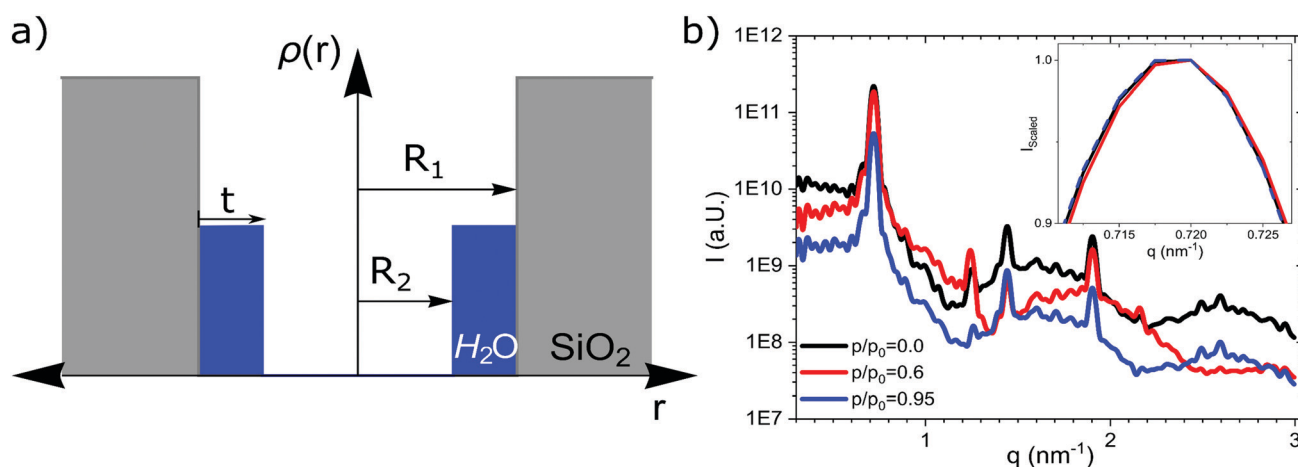 a)
ρ(r)
R₁
t
R₂
H₂O
SiO₂
r
b)
1E12
1E11
1E10
1E9
1E8
1E7
I (a.U.)
1
2
3
q (nm⁻¹)
p/p₀=0.0
p/p₀=0.6
p/p₀=0.95
1.0
0.9
I_Scaled
0.715 0.720 0.725
q (nm⁻¹)